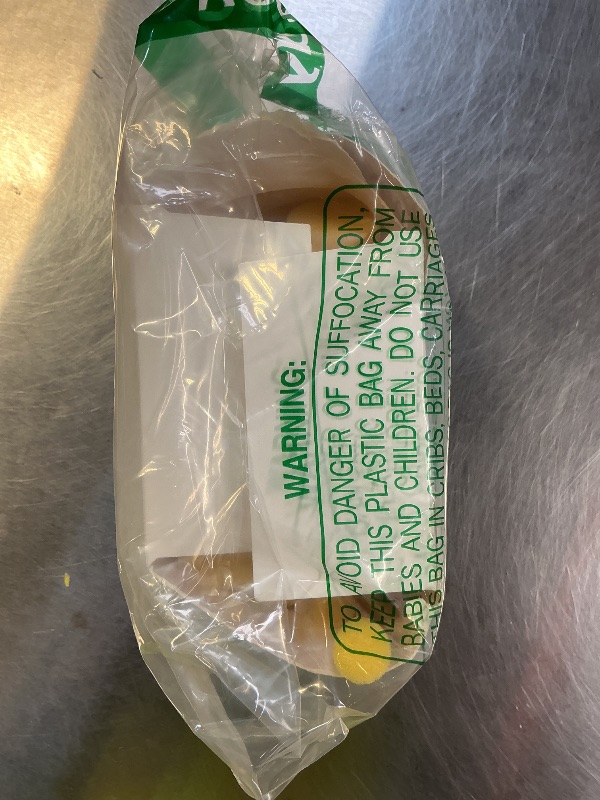 WARNING:
TO AVOID DANGER OF SUFFOCATION,
KEEP THIS PLASTIC BAG AWAY FROM
BABIES AND CHILDREN. DO NOT USE
THIS BAG IN CRIBS, BEDS, CARRIAGES